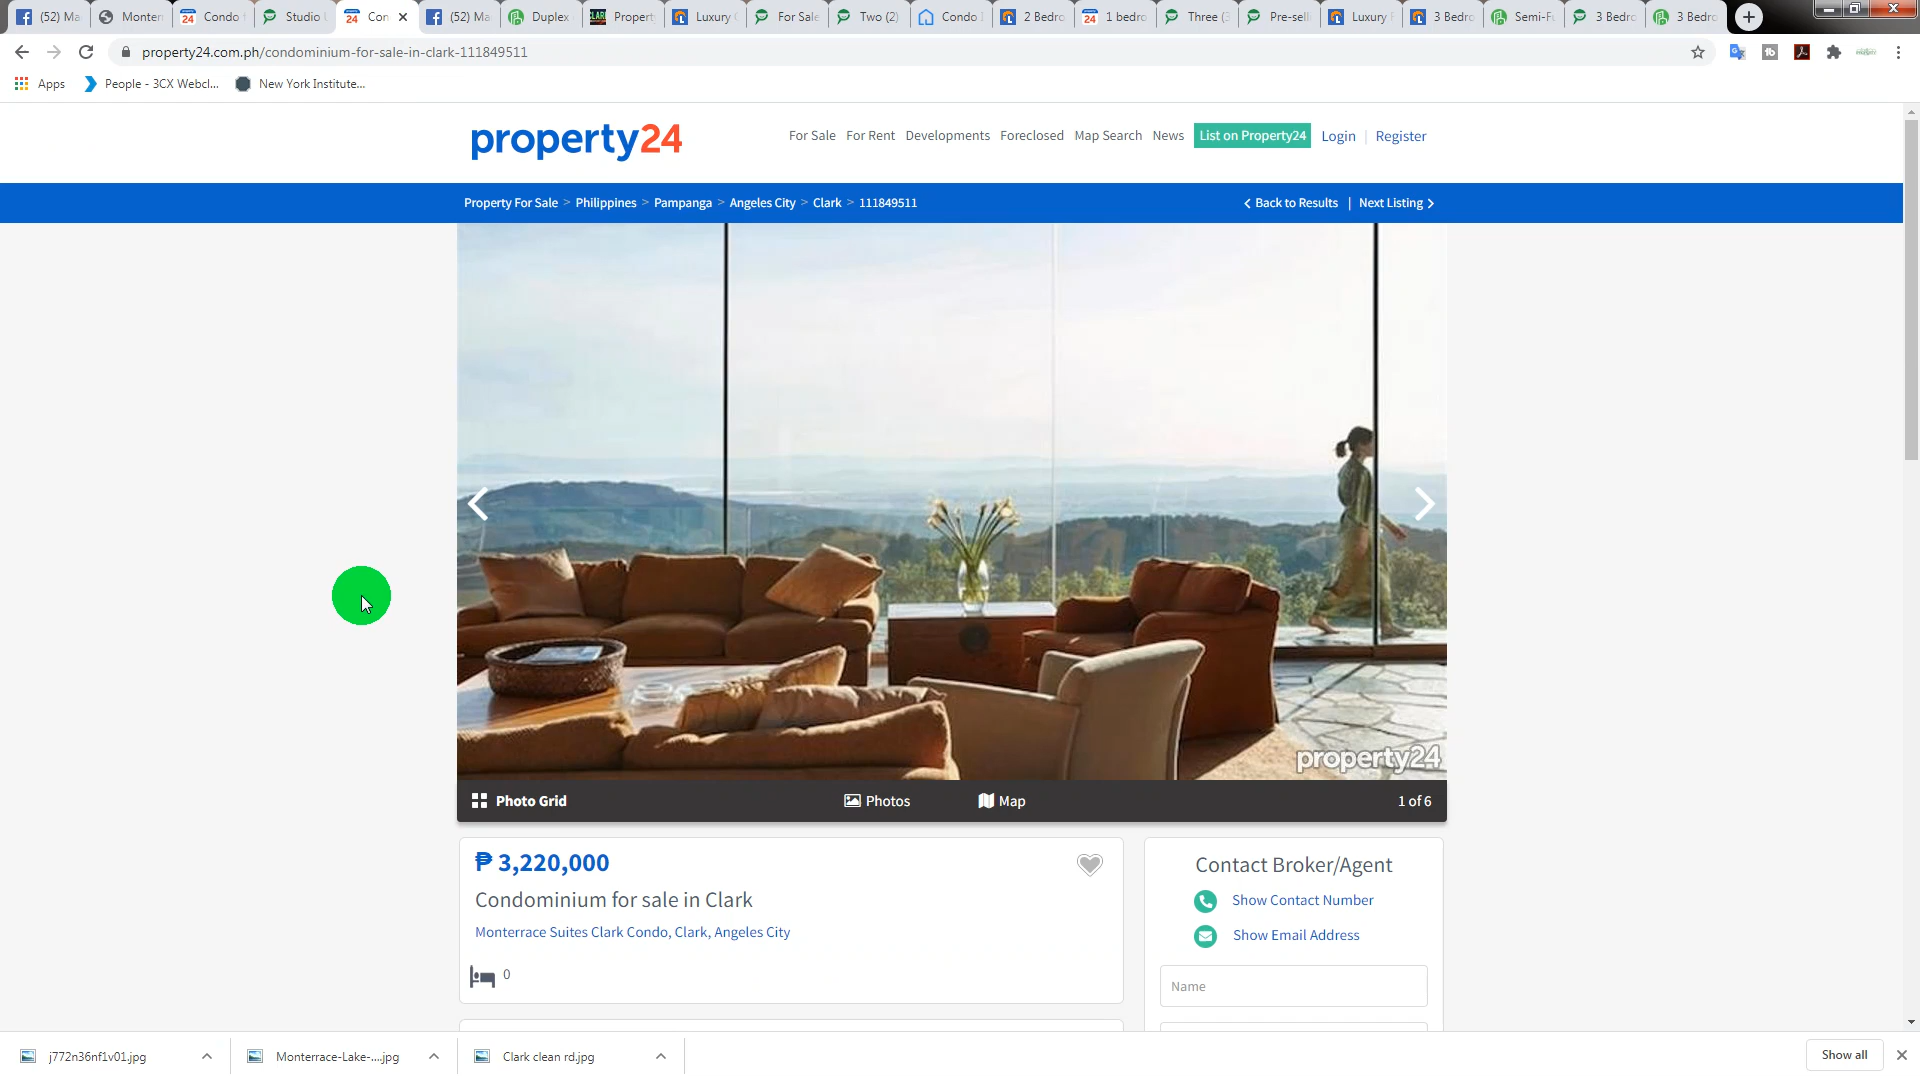 (52) Ma
Monterr
Condo f
Studio U
Con
(52) Ma
Duplex
Propert
Luxury C
For Sale
Two (2)
Condo
2 Bedro
1 bedro
Three (3
Pre-selli
Luxury
3 Bedro
Semi-Fu
3 Bedro
3 Bedro
property24.com.ph/condominium-for-sale-in-clark-111849511
Apps
People - 3CX Webcl...
New York Institute...
property24
For Sale
For Rent
Developments
Foreclosed
Map Search
News
List on Property24
Login | Register
Property For Sale > Philippines > Pampanga > Angeles City > Clark > 111849511
Back to Results | Next Listing
property24
Photo Grid
Photos
Map
1 of 6
₱ 3,220,000
Condominium for sale in Clark
Monterrace Suites Clark Condo, Clark, Angeles City
0
Contact Broker/Agent
Show Contact Number
Show Email Address
Name
j772n36nf1v01.jpg
Monterrace-Lake-....jpg
Clark clean rd.jpg
Show all